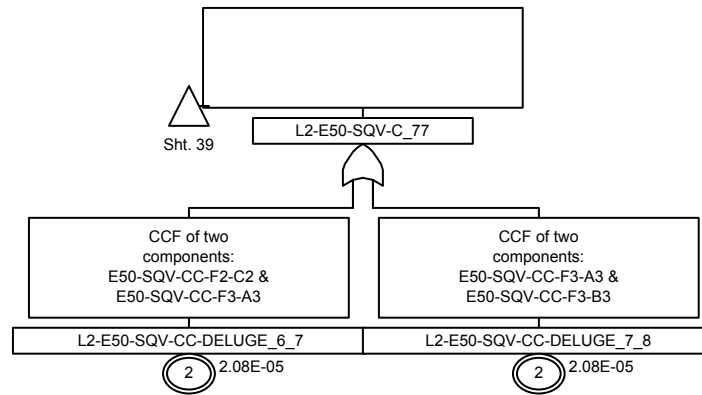 Sht. 39
L2-E50-SQV-C_77
CCF of two
components:
E50-SQV-CC-F2-C2 &
E50-SQV-CC-F3-A3
CCF of two
components:
E50-SQV-CC-F3-A3 &
E50-SQV-CC-F3-B3
L2-E50-SQV-CC-DELUGE_6_7
L2-E50-SQV-CC-DELUGE_7_8
2
2.08E-05
2
2.08E-05